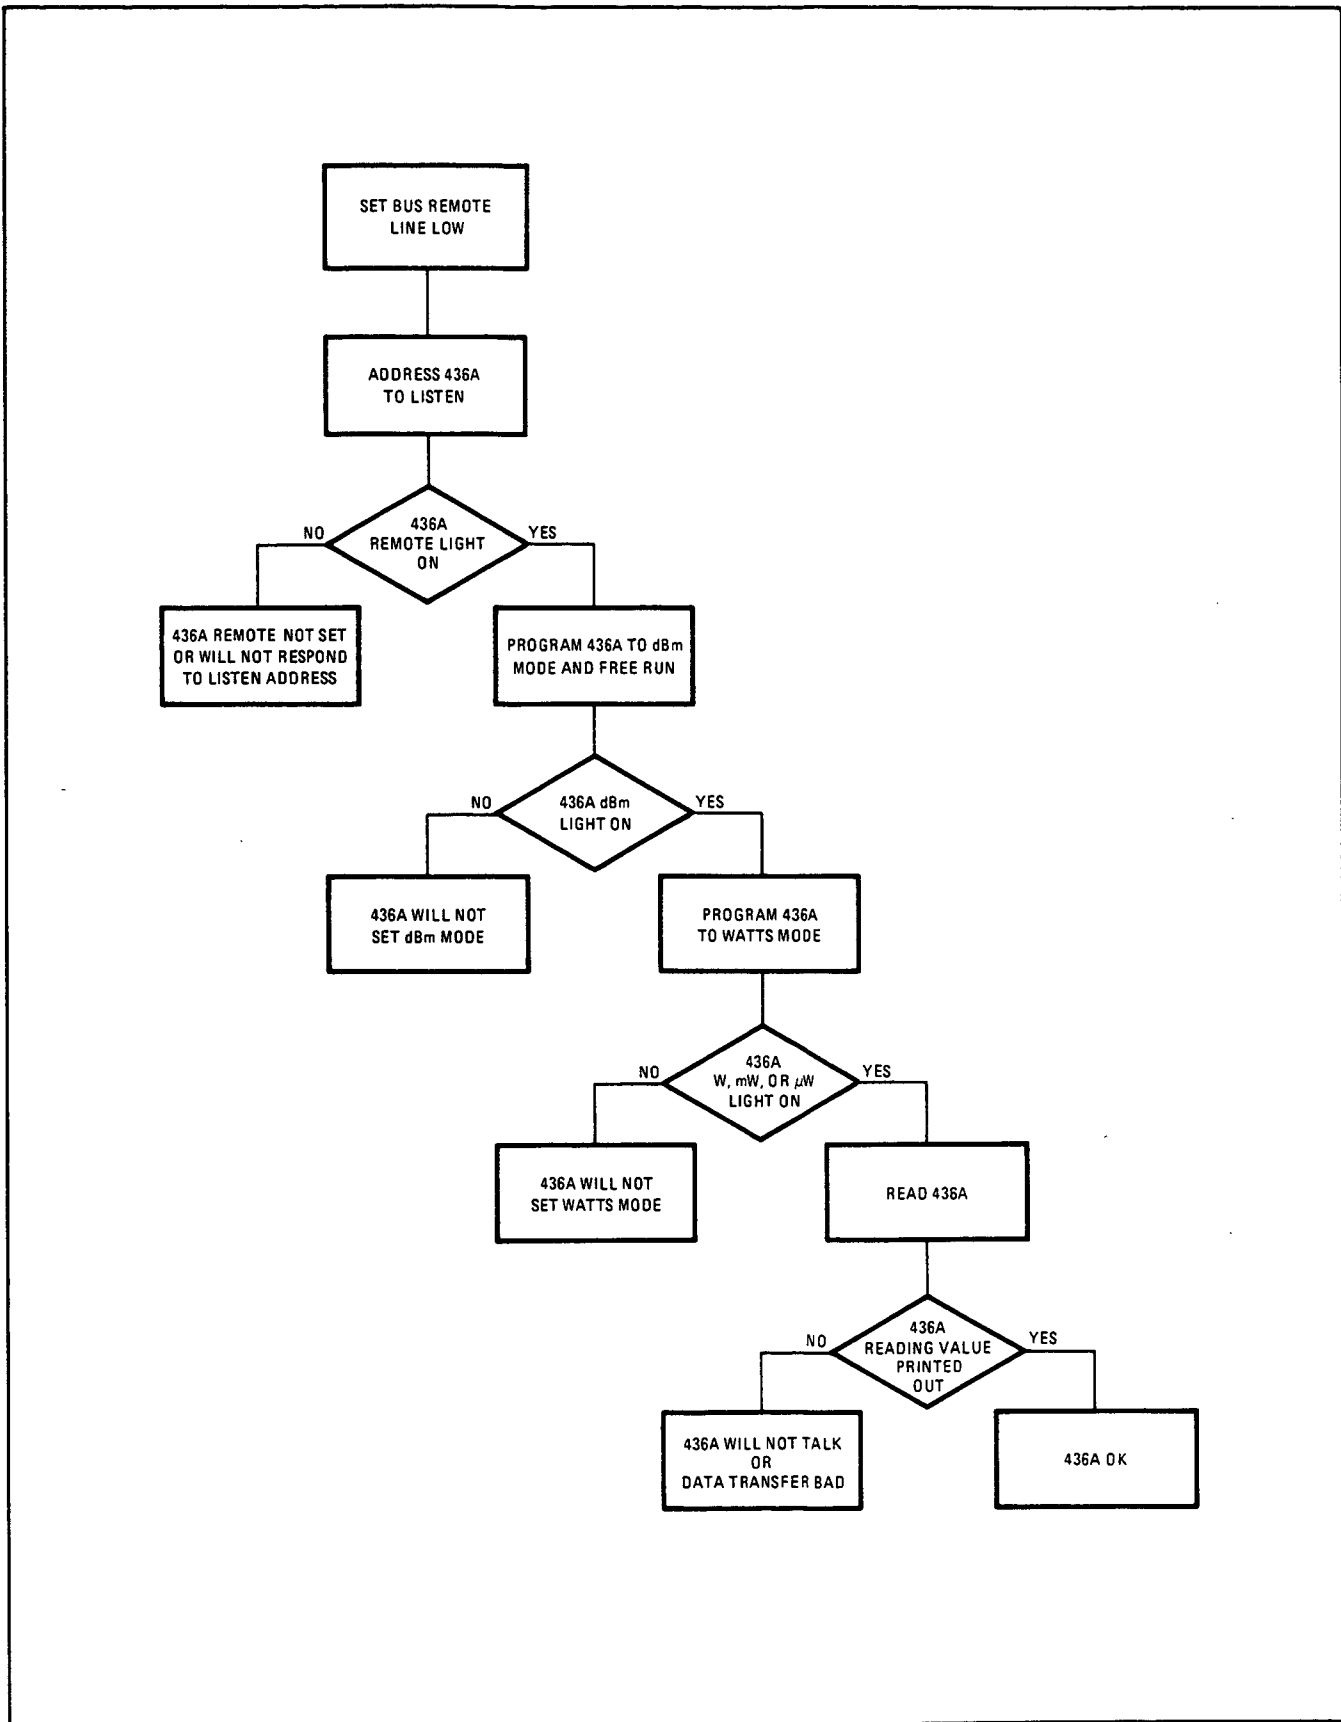 SET BUS REMOTE
LINE LOW
ADDRESS 436A
TO LISTEN
436A
REMOTE LIGHT
ON
NO
YES
436A REMOTE NOT SET
OR WILL NOT RESPOND
TO LISTEN ADDRESS
PROGRAM 436A TO dBm
MODE AND FREE RUN
436A dBm
LIGHT ON
NO
YES
436A WILL NOT
SET dBm MODE
PROGRAM 436A
TO WATTS MODE
436A
W, mW, OR μW
LIGHT ON
NO
YES
436A WILL NOT
SET WATTS MODE
READ 436A
436A
READING VALUE
PRINTED
OUT
NO
YES
436A WILL NOT TALK
OR
DATA TRANSFER BAD
436A OK